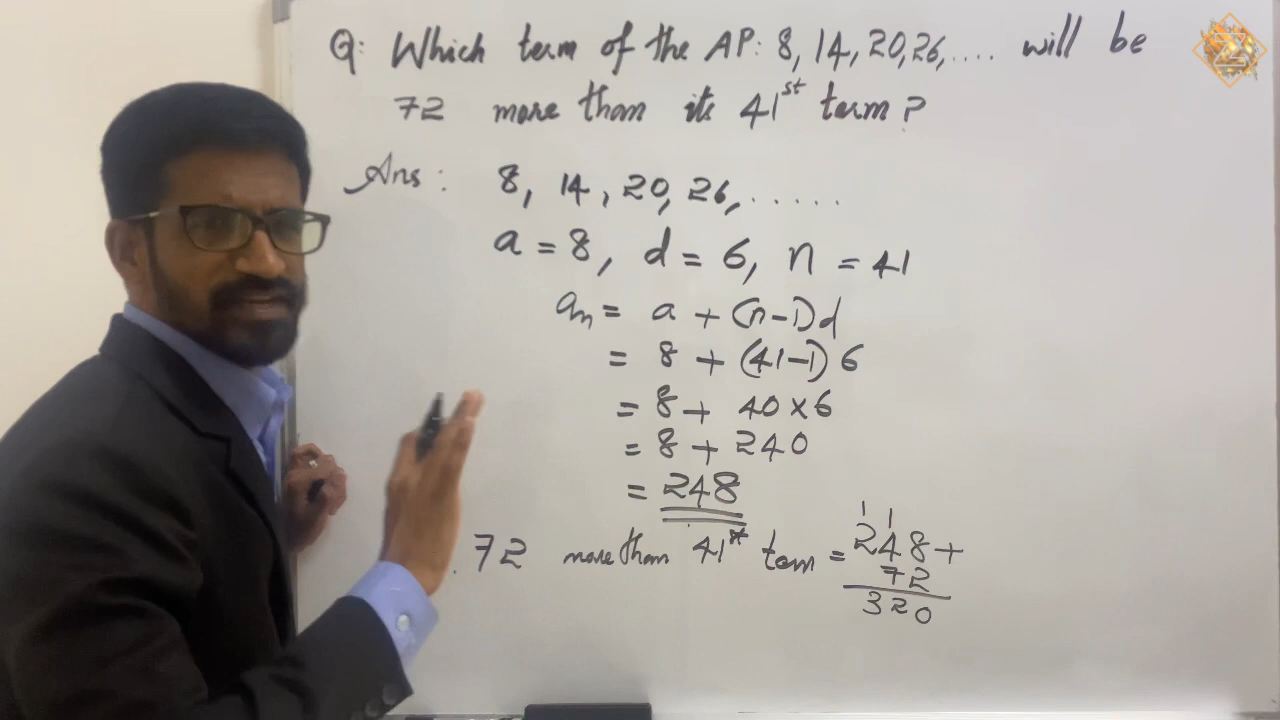 Q: Which term of the AP: 8, 14, 20, 26, .... will be
72 more than its 41st term?
Ans: 8, 14, 20, 26, .....
a = 8, d = 6, n = 41
an = a + (n-1)d
= 8 + (41-1) 6
= 8 + 40 × 6
= 8 + 240
= 248
1 1
72 more than 41st term = 248 +
72
320